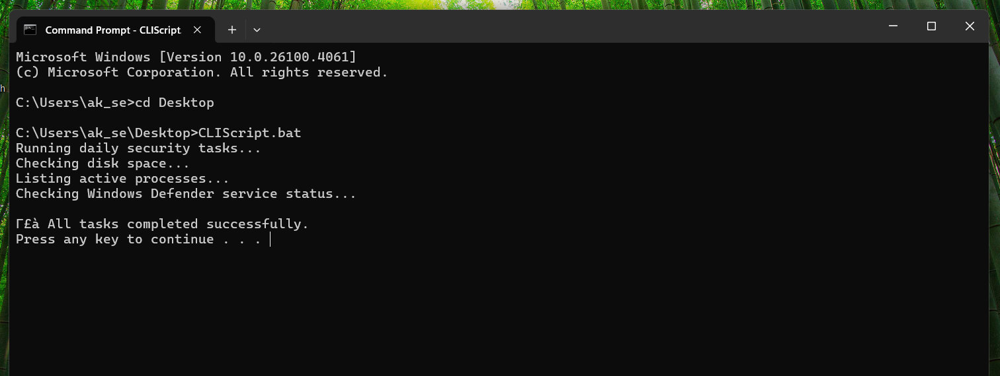 Command Prompt - CLIScript
Microsoft Windows [Version 10.0.26100.4061]
(c) Microsoft Corporation. All rights reserved.
h
C:\Users\ak_se>cd Desktop
C:\Users\ak_se\Desktop>CLIScript.bat
Running daily security tasks...
Checking disk space...
Listing active processes...
Checking Windows Defender service status...
Γ£à All tasks completed successfully.
Press any key to continue . . .